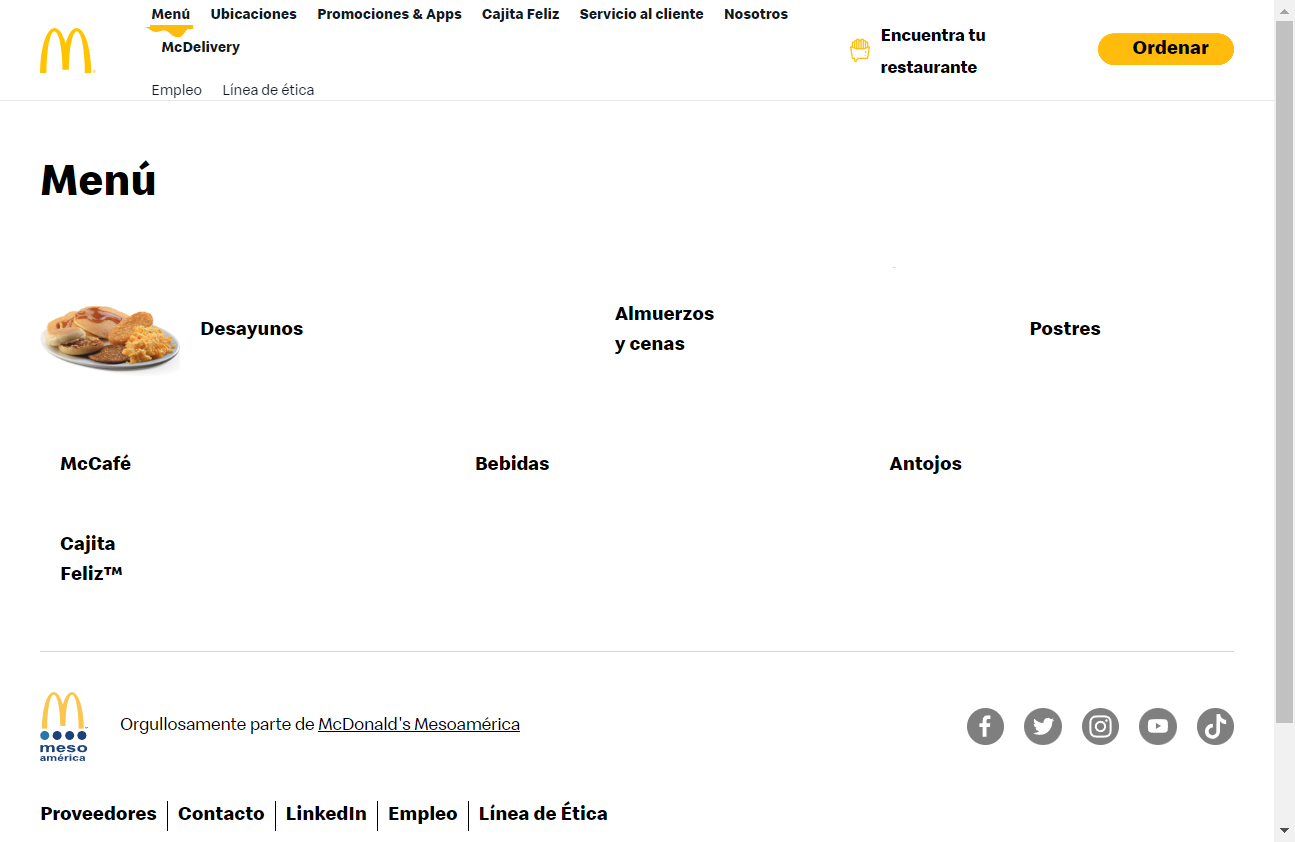 Menú Ubicaciones Promociones & Apps Cajita Feliz Servicio al cliente Nosotros
McDelivery
Encuentra tu
restaurante
Ordenar
Empleo Línea de ética
Menú
Desayunos
Almuerzos
y cenas
Postres
McCafé
Bebidas
Antojos
Cajita
Feliz™
meso
américa
Orgullosamente parte de McDonald's Mesoamérica
Proveedores Contacto LinkedIn Empleo Línea de Ética